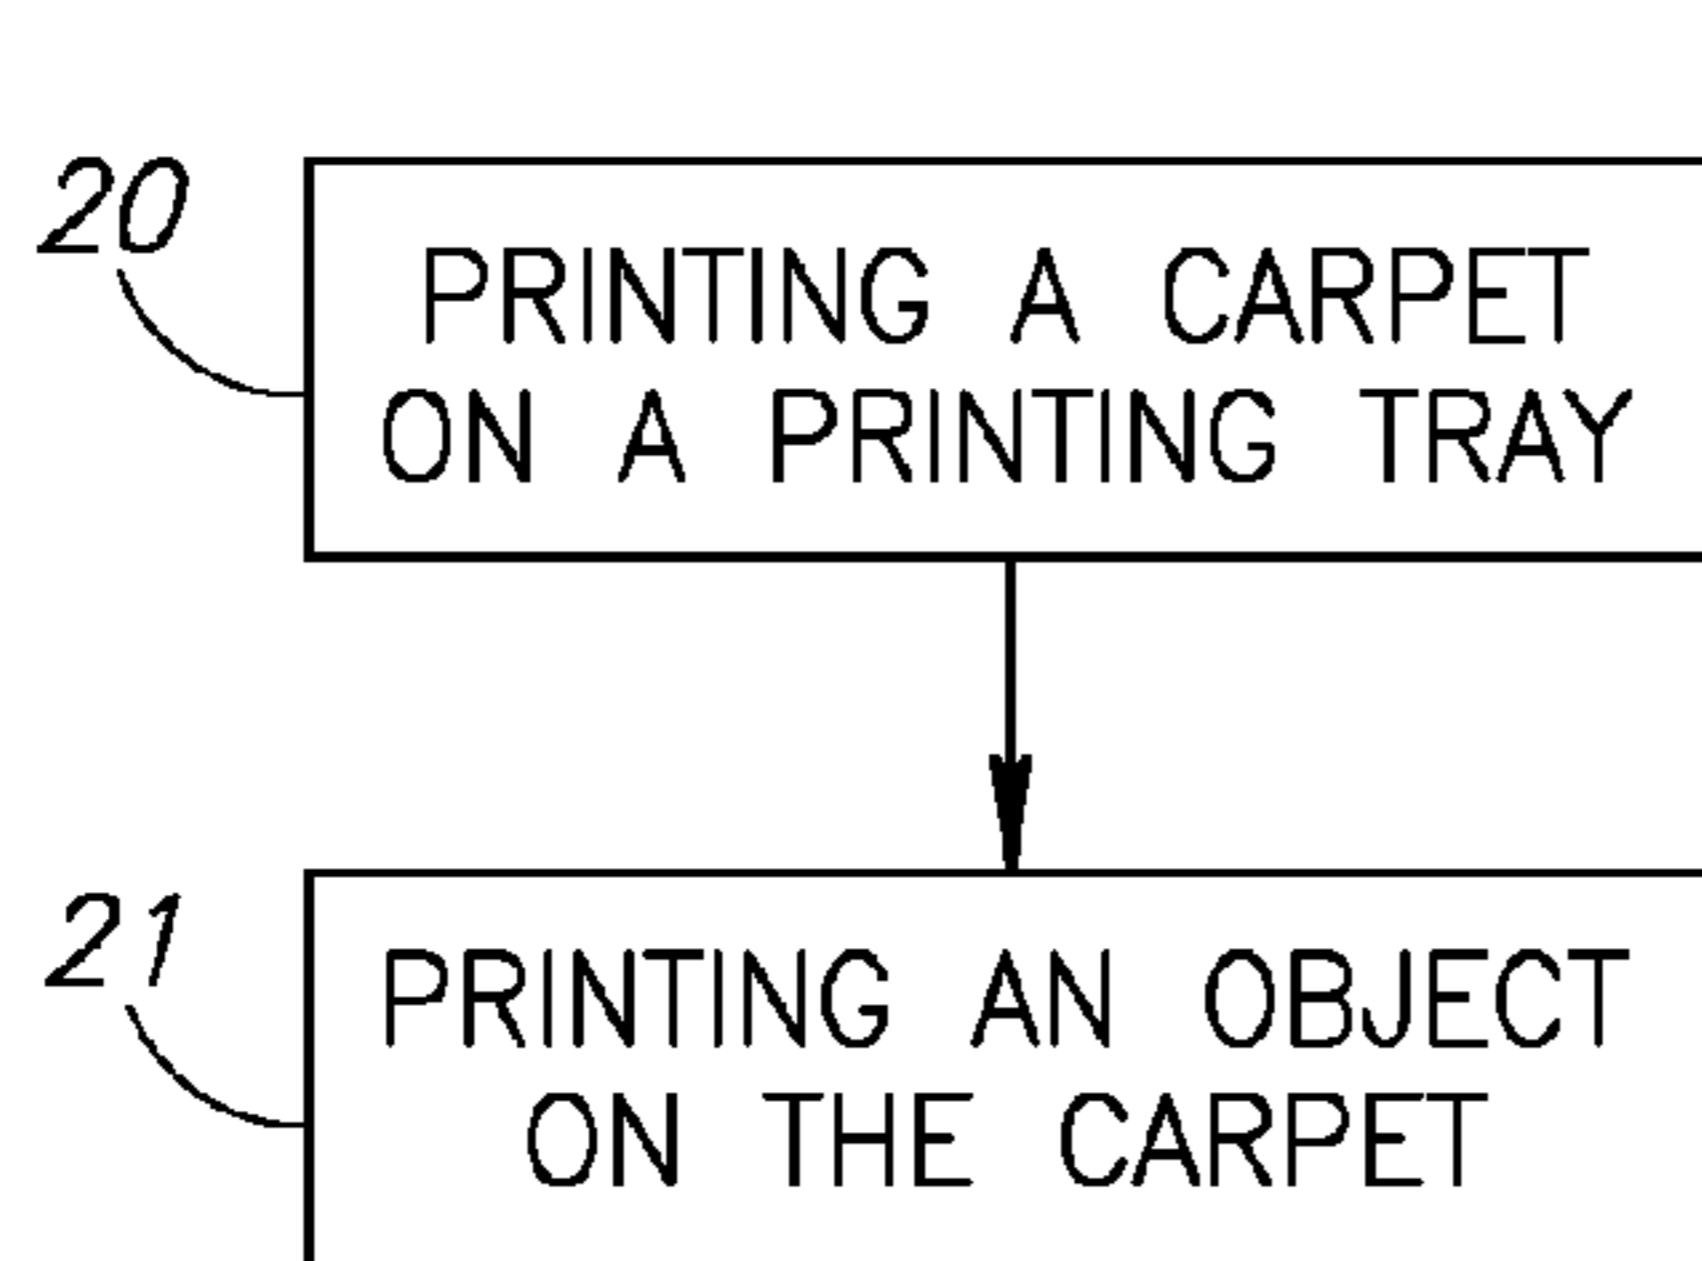 20
PRINTING A CARPET
ON A PRINTING TRAY
21
PRINTING AN OBJECT
ON THE CARPET